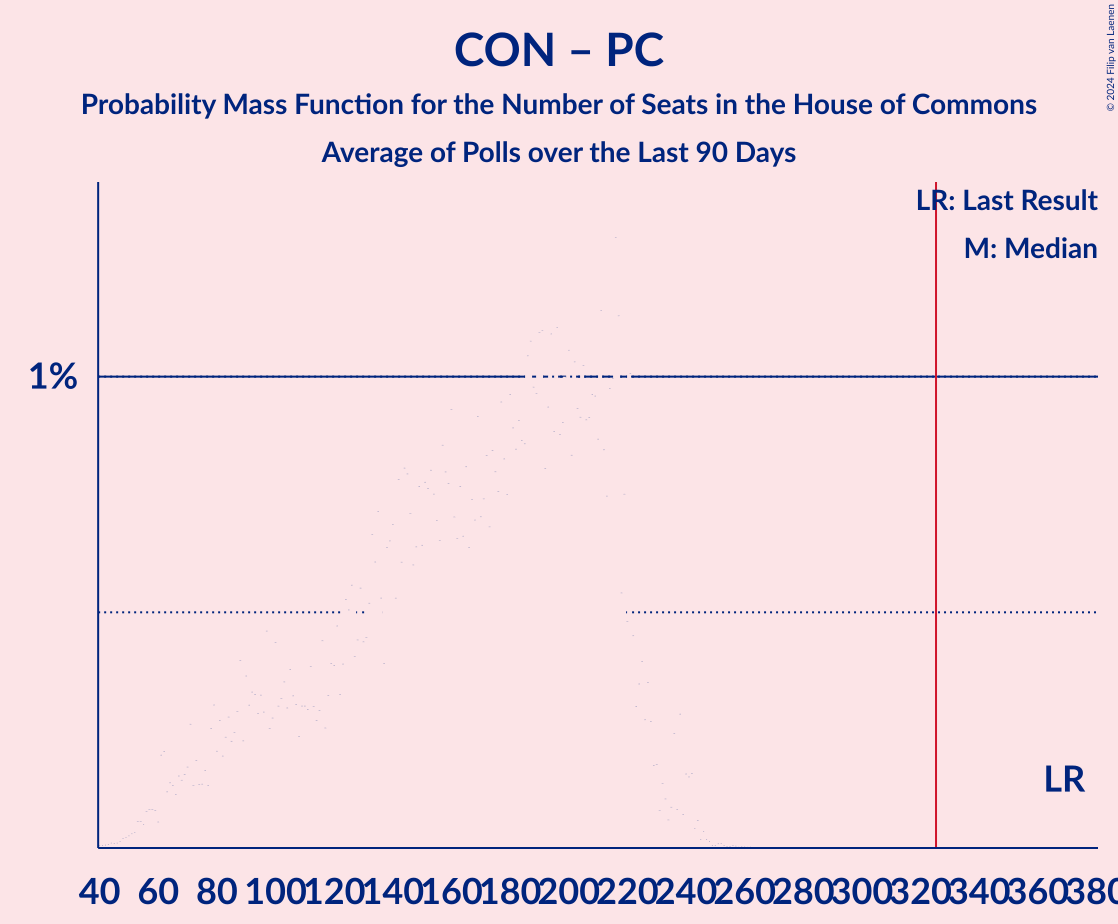 CON – PC
Probability Mass Function for the Number of Seats in the House of Commons
Average of Polls over the Last 90 Days
© 2024 Filip van Laenen
LR: Last Result
M: Median
1%
LR
40 60 80 100 120 140 160 180 200 220 240 260 280 300 320 340 360 380